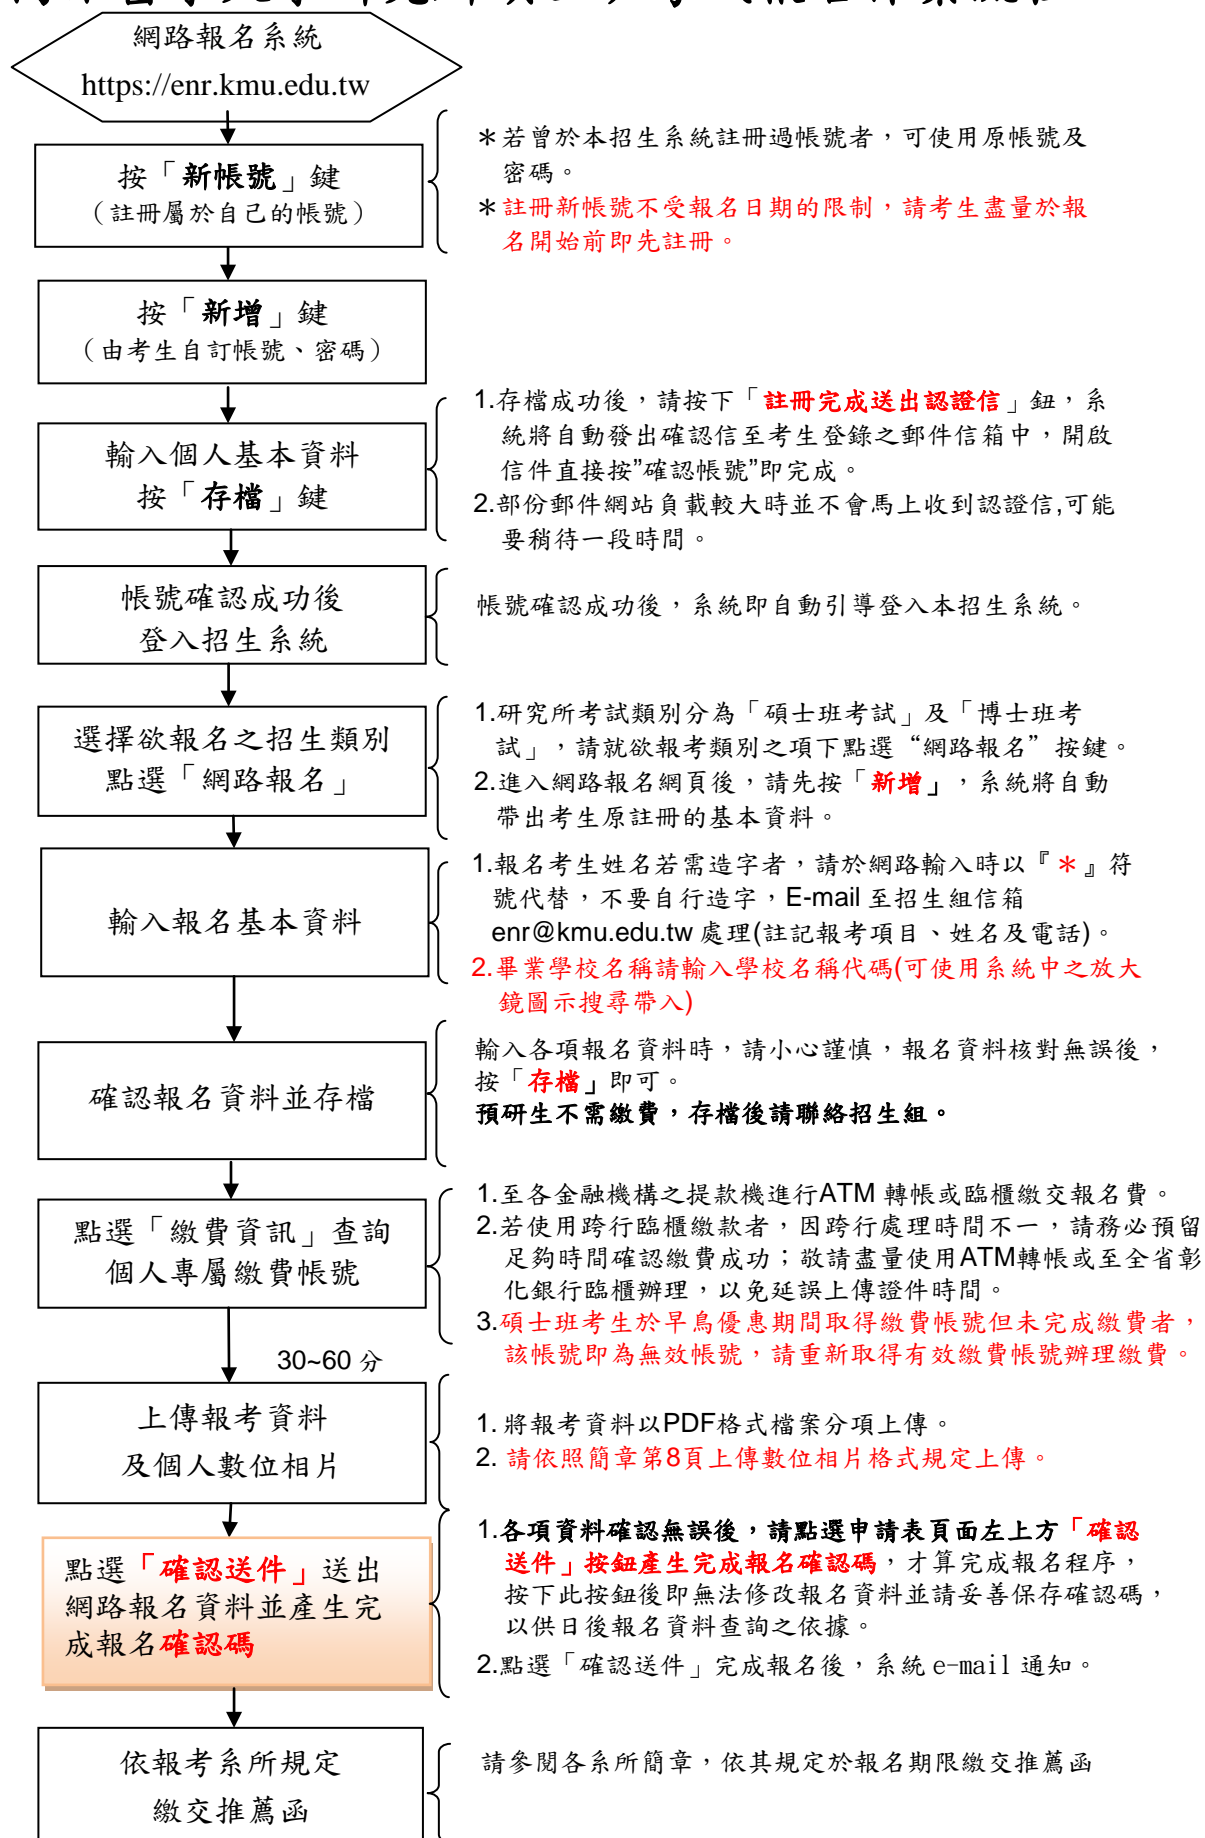 網路報名系統
https://enr.kmu.edu.tw
按「新帳號」鍵
（註冊屬於自己的帳號）
＊若曾於本招生系統註冊過帳號者，可使用原帳號及
密碼。
＊註冊新帳號不受報名日期的限制，請考生盡量於報
名開始前即先註冊。
按「新增」鍵
（由考生自訂帳號、密碼）
輸入個人基本資料
按「存檔」鍵
1.存檔成功後，請按下「註冊完成送出認證信」鈕，系
統將自動發出確認信至考生登錄之郵件信箱中，開啟
信件直接按”確認帳號”即完成。
2.部份郵件網站負載較大時並不會馬上收到認證信,可能
要稍待一段時間。
帳號確認成功後
登入招生系統
帳號確認成功後，系統即自動引導登入本招生系統。
選擇欲報名之招生類別
點選「網路報名」
1.研究所考試類別分為「碩士班考試」及「博士班考
試」，請就欲報考類別之項下點選“網路報名”按鍵。
2.進入網路報名網頁後，請先按「新增」，系統將自動
帶出考生原註冊的基本資料。
輸入報名基本資料
1.報名考生姓名若需造字者，請於網路輸入時以『＊』符
號代替，不要自行造字，E-mail 至招生組信箱
enr@kmu.edu.tw 處理(註記報考項目、姓名及電話)。
2.畢業學校名稱請輸入學校名稱代碼(可使用系統中之放大
鏡圖示搜尋帶入)
確認報名資料並存檔
輸入各項報名資料時，請小心謹慎，報名資料核對無誤後，
按「存檔」即可。
預研生不需繳費，存檔後請聯絡招生組。
點選「繳費資訊」查詢
個人專屬繳費帳號
1.至各金融機構之提款機進行ATM 轉帳或臨櫃繳交報名費。
2.若使用跨行臨櫃繳款者，因跨行處理時間不一，請務必預留
足夠時間確認繳費成功；敬請盡量使用ATM轉帳或至全省彰
化銀行臨櫃辦理，以免延誤上傳證件時間。
3.碩士班考生於早鳥優惠期間取得繳費帳號但未完成繳費者，
該帳號即為無效帳號，請重新取得有效繳費帳號辦理繳費。
30~60 分
上傳報考資料
及個人數位相片
1. 將報考資料以PDF格式檔案分項上傳。
2. 請依照簡章第8頁上傳數位相片格式規定上傳。
點選「確認送件」送出
網路報名資料並產生完
成報名確認碼
1.各項資料確認無誤後，請點選申請表頁面左上方「確認
送件」按鈕產生完成報名確認碼，才算完成報名程序，
按下此按鈕後即無法修改報名資料並請妥善保存確認碼，
以供日後報名資料查詢之依據。
2.點選「確認送件」完成報名後，系統 e-mail 通知。
依報考系所規定
繳交推薦函
請參閱各系所簡章，依其規定於報名期限繳交推薦函